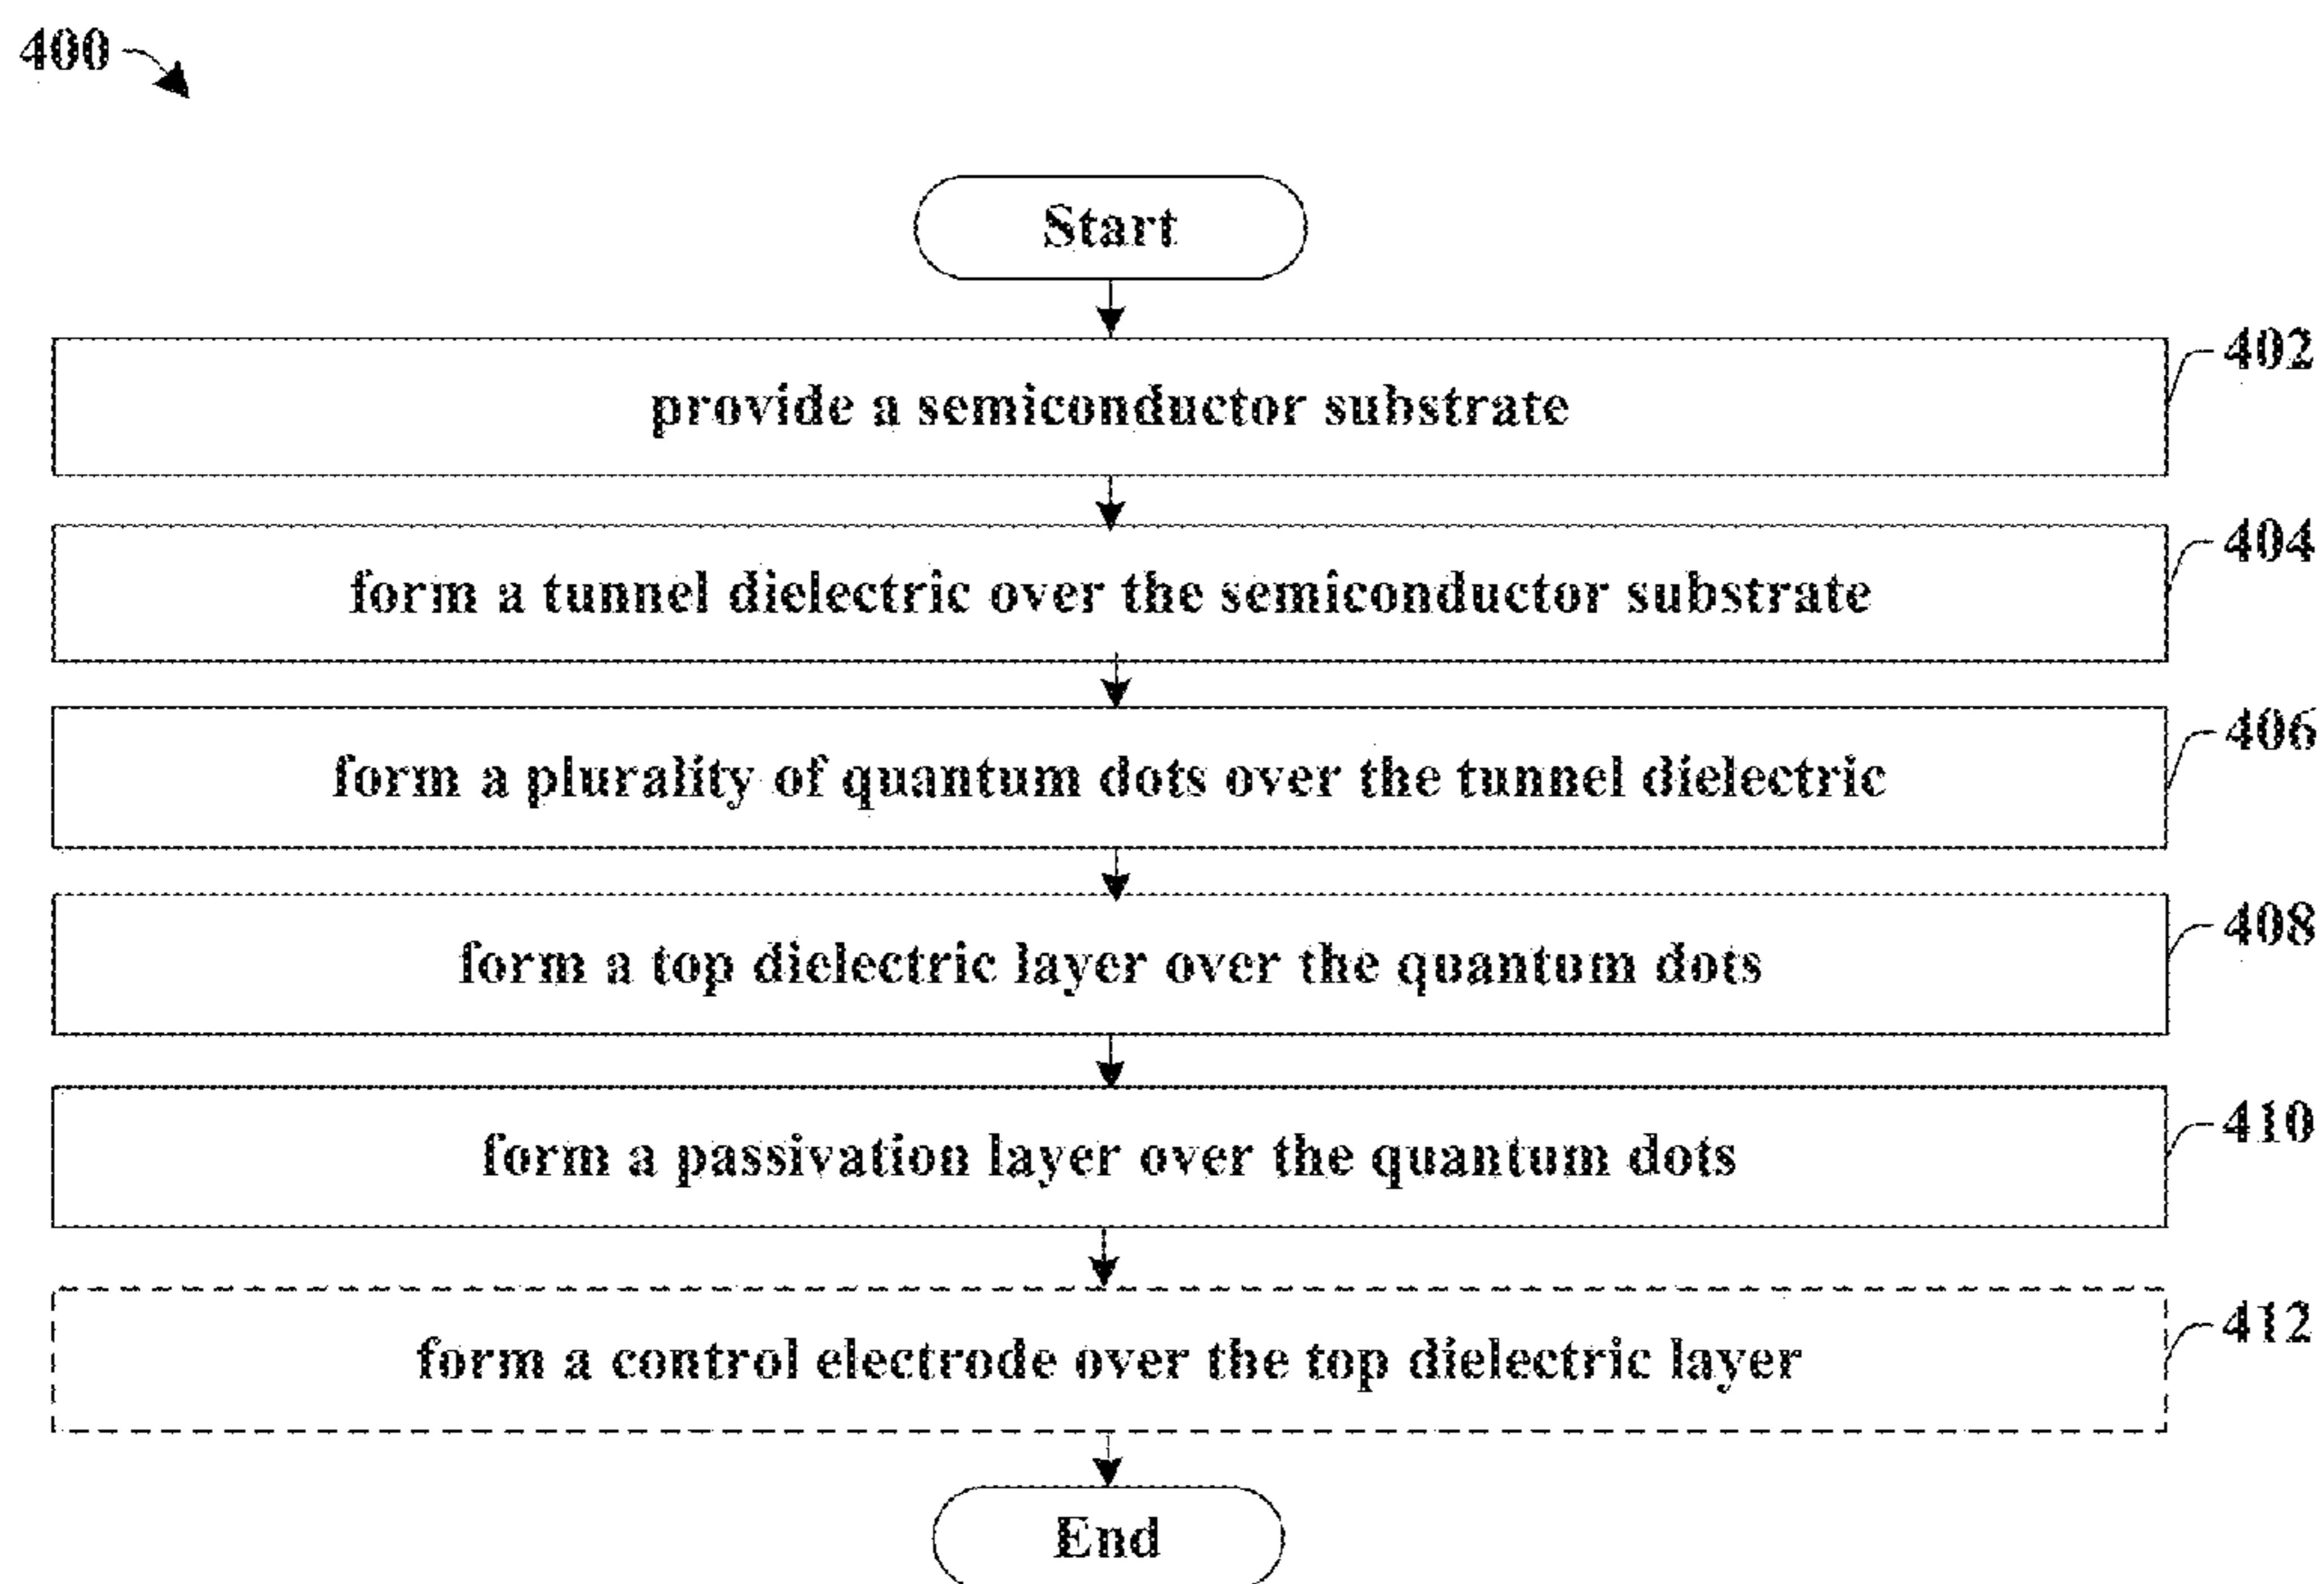 400
Start
provide a semiconductor substrate
402
form a tunnel dielectric over the semiconductor substrate
404
form a plurality of quantum dots over the tunnel dielectric
406
form a top dielectric layer over the quantum dots
408
form a passivation layer over the quantum dots
410
form a control electrode over the top dielectric layer
412
End